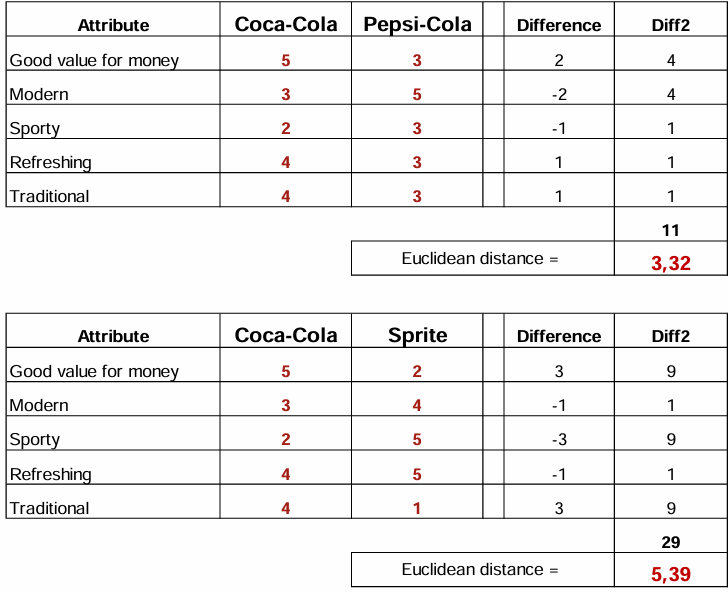 Attribute Coca-Cola Pepsi-Cola Difference Diff2
Good value for money 5 3 2 4
Modern 3 5 -2 4
Sporty 2 3 -1 1
Refreshing 4 3 1 1
Traditional 4 3 1 1
11
Euclidean distance = 3,32
Attribute Coca-Cola Sprite Difference Diff2
Good value for money 5 2 3 9
Modern 3 4 -1 1
Sporty 2 5 -3 9
Refreshing 4 5 -1 1
Traditional 4 1 3 9
29
Euclidean distance = 5,39